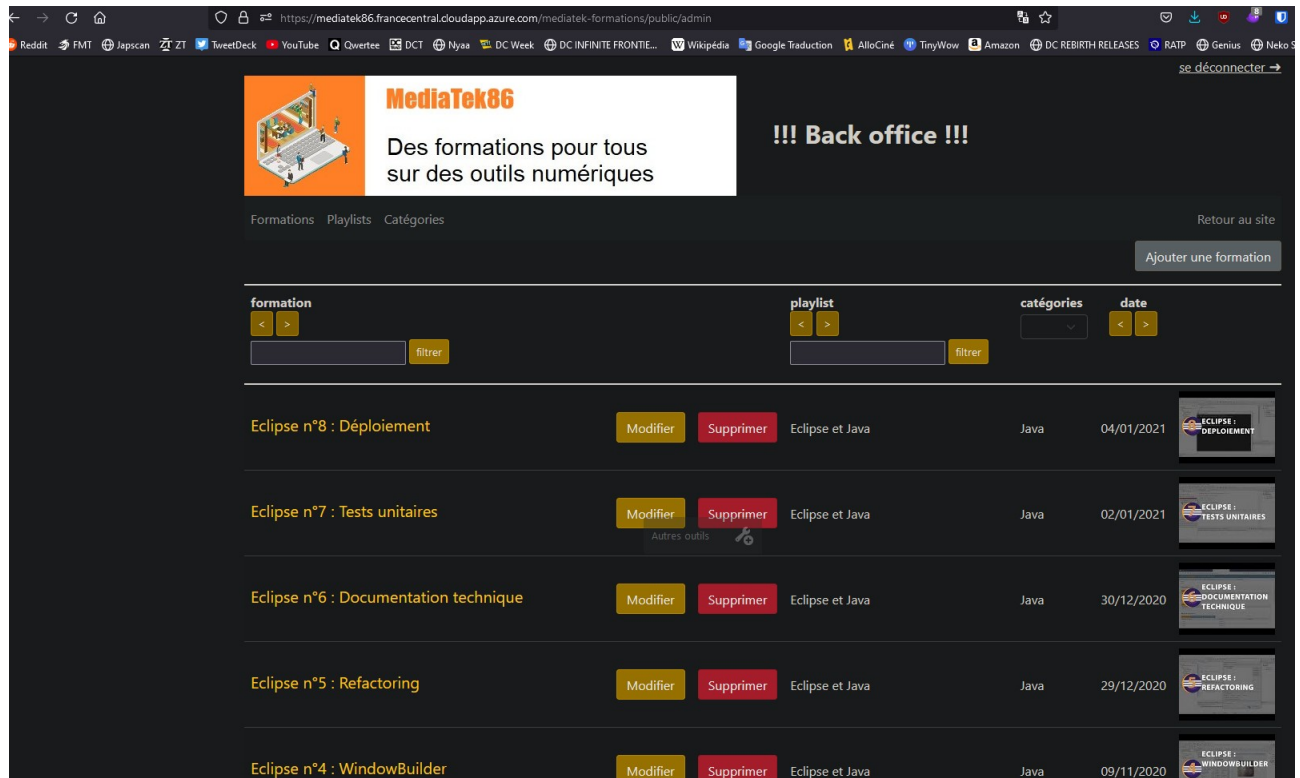 https://mediatek86.francecentral.cloudapp.azure.com/mediatek-formations/public/admin
Reddit FMT Japscan ZT TweetDeck YouTube Qwertee DCT Nyaa DC Week DC INFINITE FRONTIE... Wikipédia Google Traduction AlloCiné TinyWow Amazon DC REBIRTH RELEASES RATP Genius Neko S
se déconnecter →
MediaTek86
Des formations pour tous
sur des outils numériques
!!! Back office !!!
Formations Playlists Catégories Retour au site
Ajouter une formation
formation playlist catégories date
< > < > < >
filtrer filtrer
Eclipse n°8 : Déploiement Modifier Supprimer Eclipse et Java Java 04/01/2021
ECLIPSE :
DEPLOIEMENT
Eclipse n°7 : Tests unitaires Modifier Supprimer Eclipse et Java Java 02/01/2021
ECLIPSE :
TESTS UNITAIRES
Autres outils
Eclipse n°6 : Documentation technique Modifier Supprimer Eclipse et Java Java 30/12/2020
ECLIPSE :
DOCUMENTATION
TECHNIQUE
Eclipse n°5 : Refactoring Modifier Supprimer Eclipse et Java Java 29/12/2020
ECLIPSE :
REFACTORING
Eclipse n°4 : WindowBuilder Modifier Supprimer Eclipse et Java Java 09/11/2020
ECLIPSE :
WINDOWBUILDER